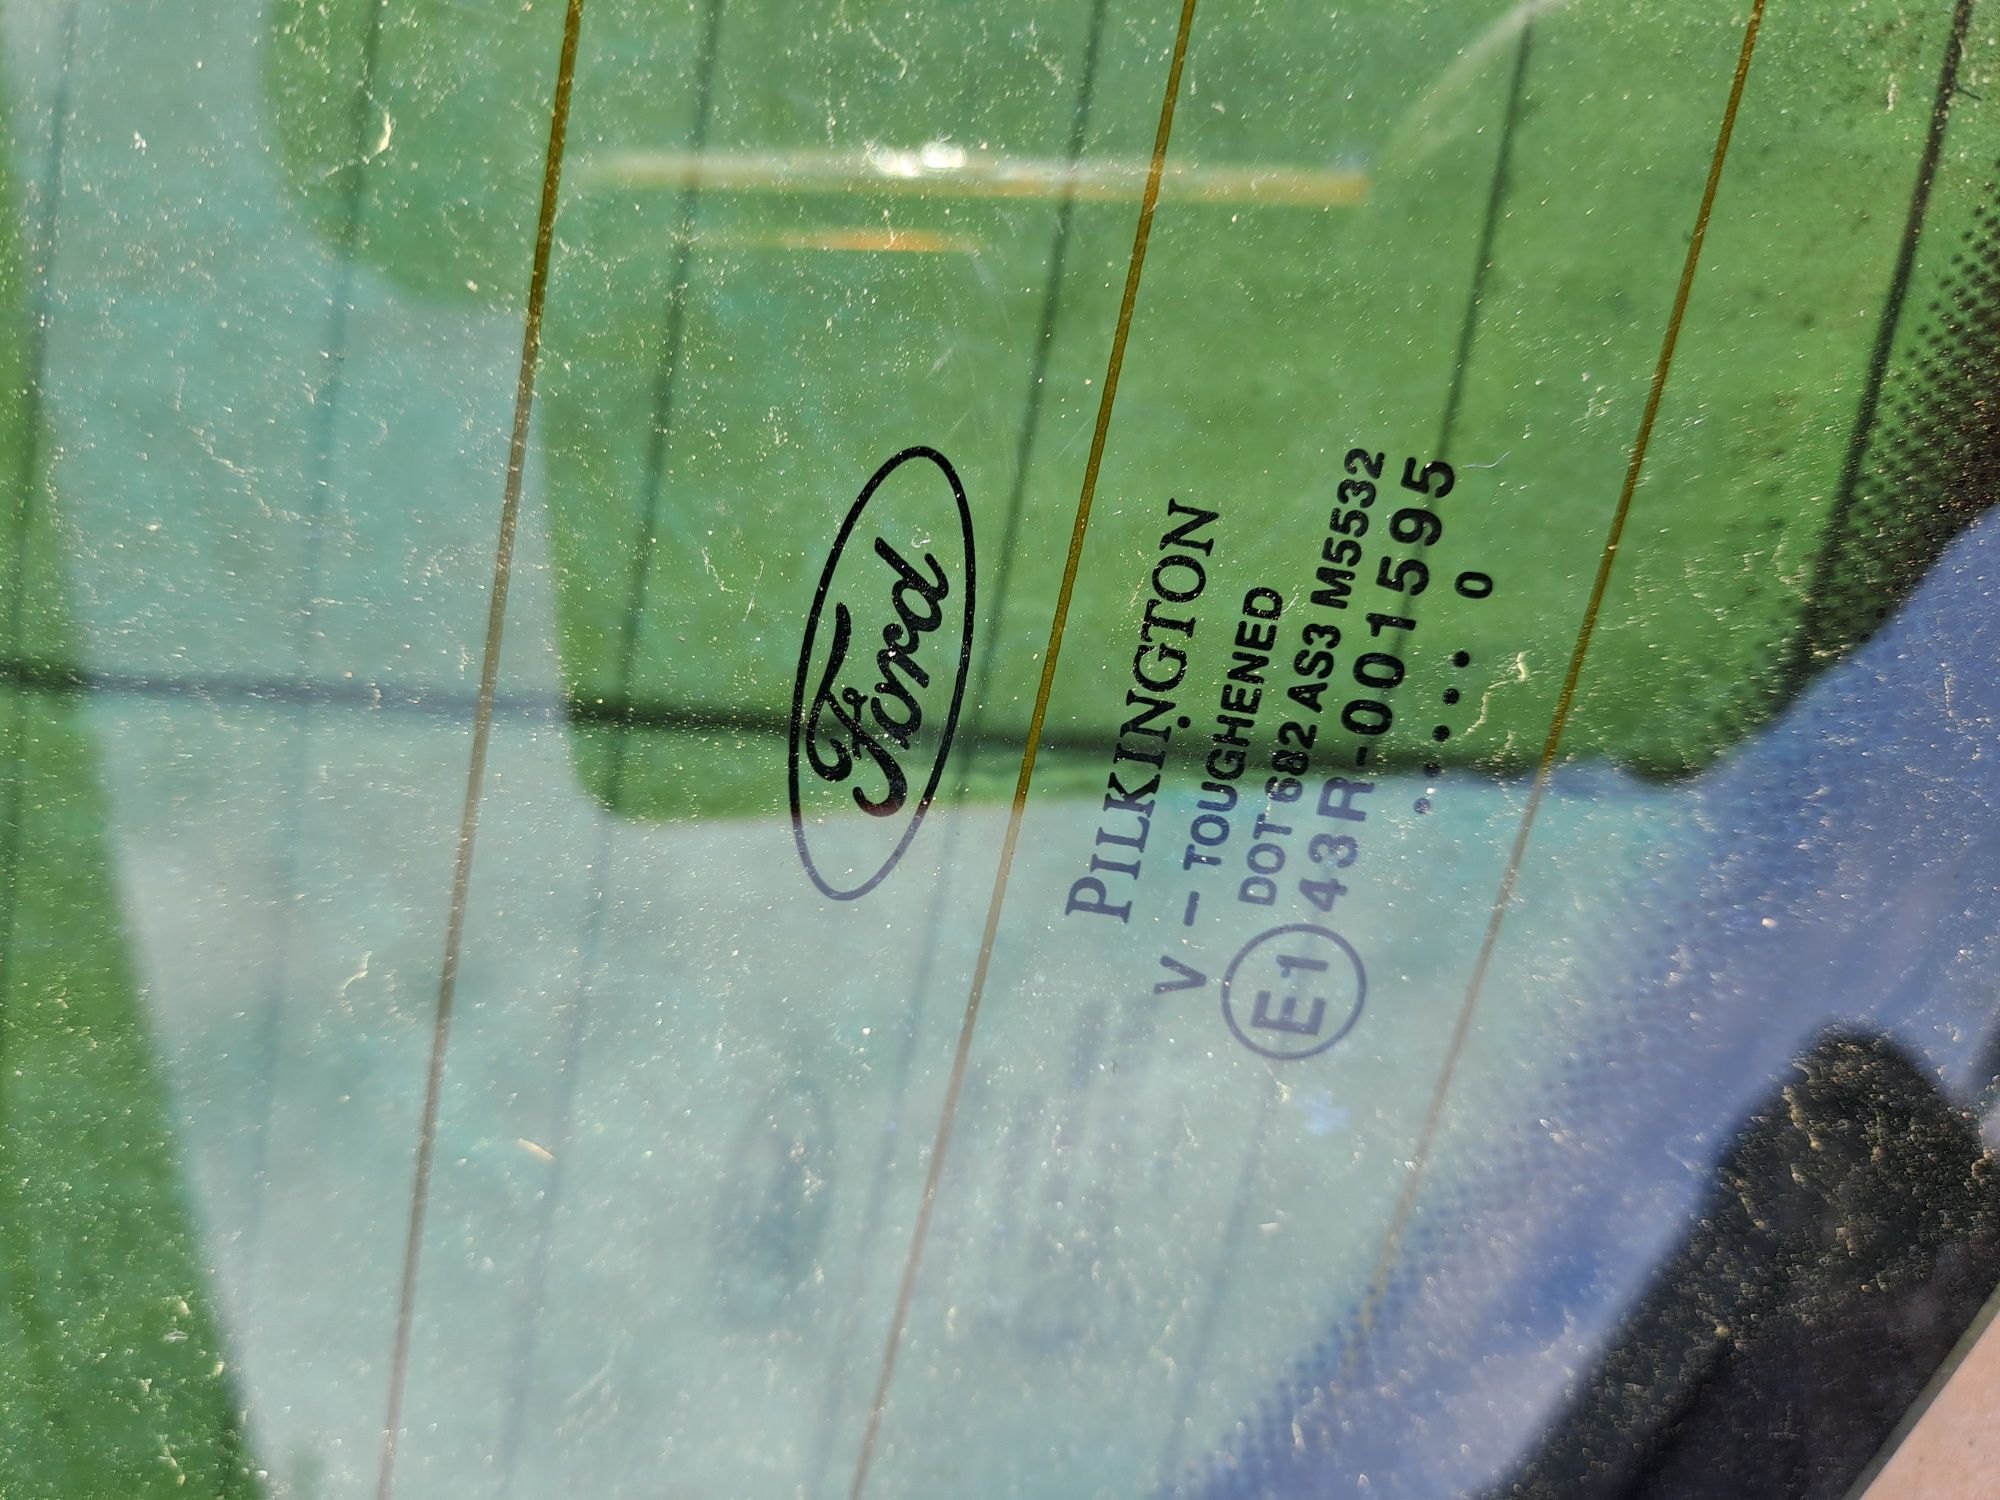 Ford
PILKINGTON
V - TOUGHENED
DOT 682 AS3 M5532
E1 43R-001595
..... 0